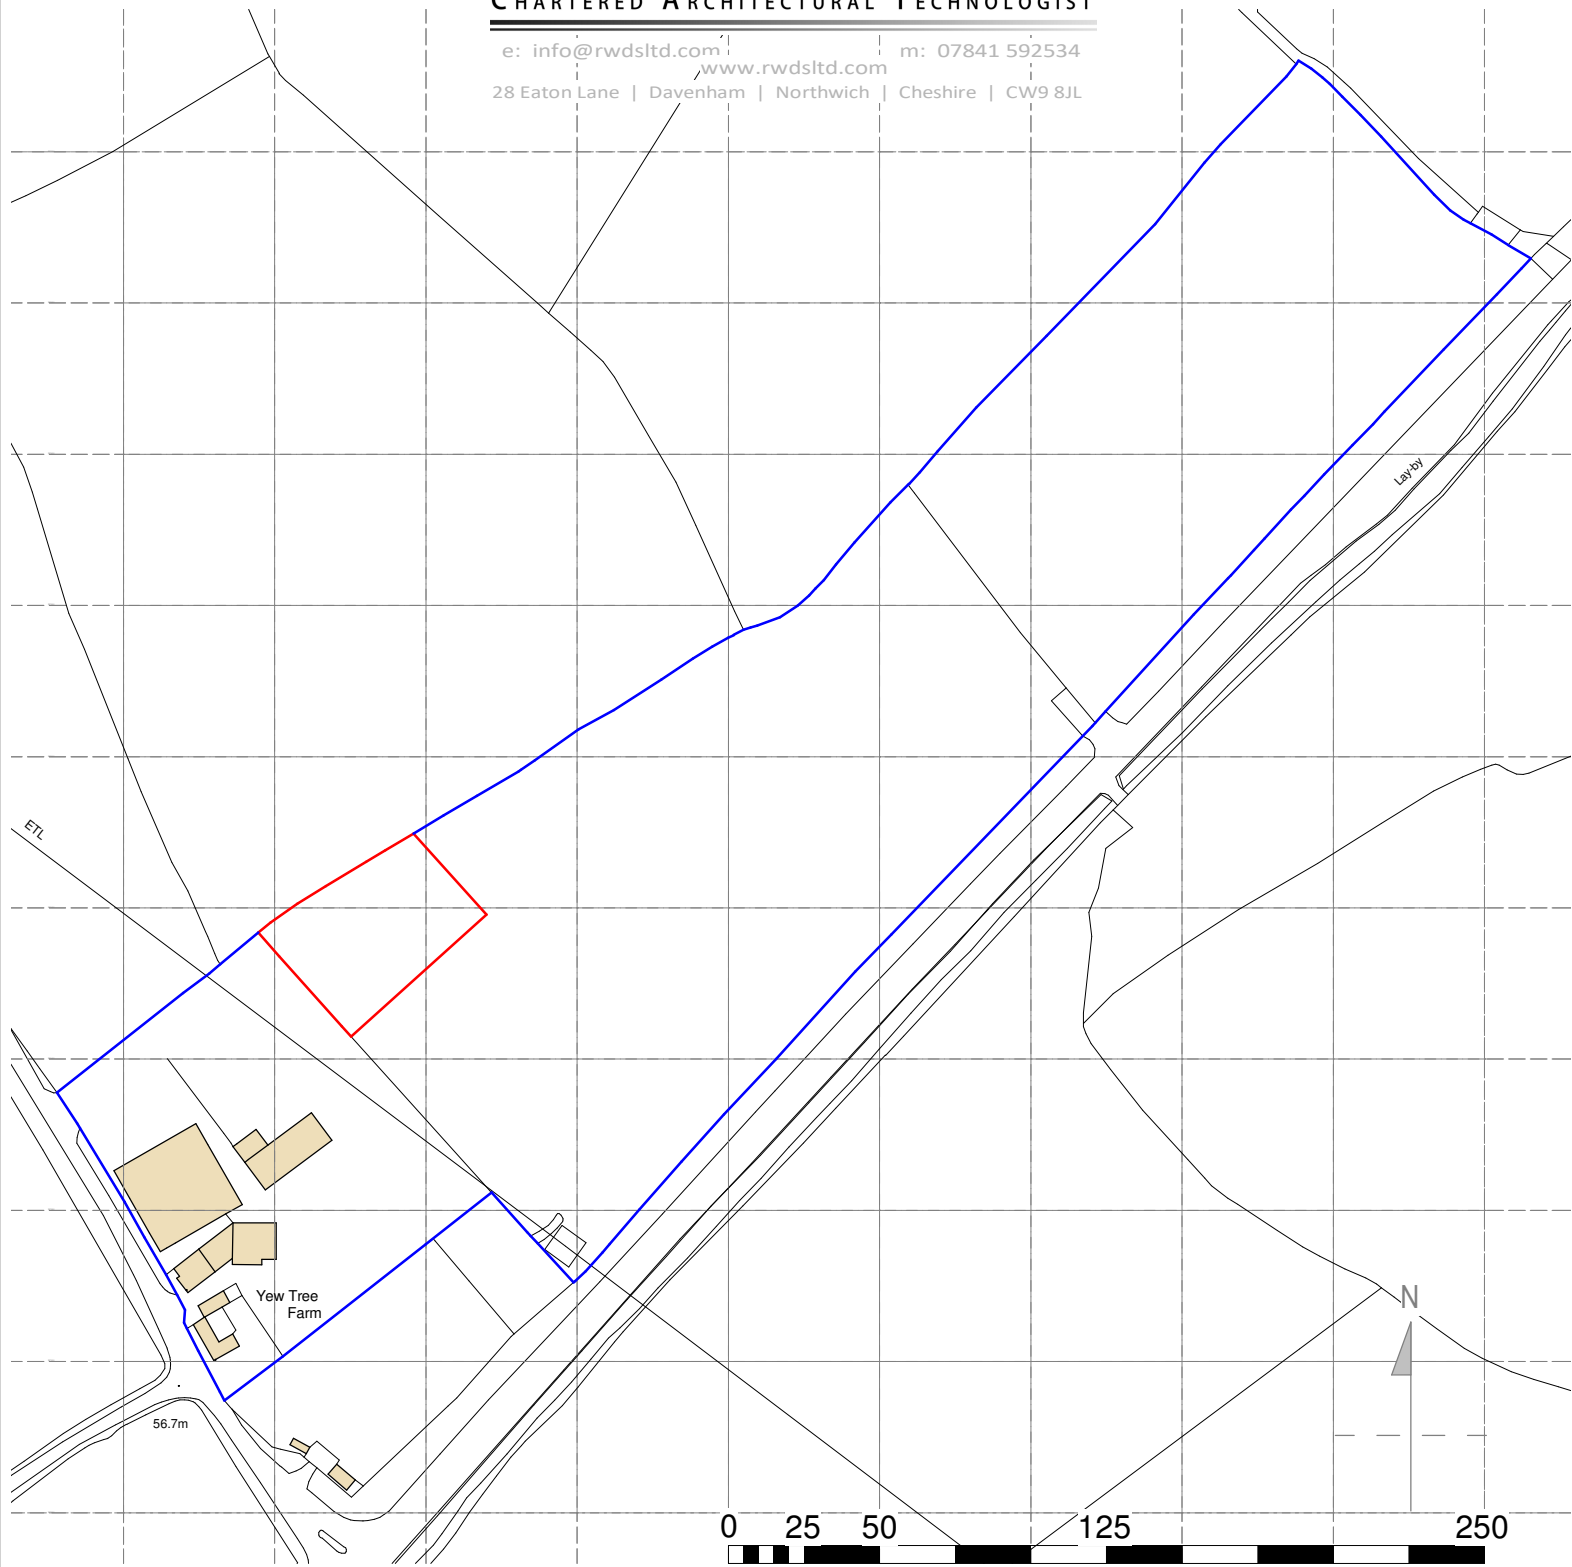 CHARTERED ARCHITECTURAL TECHNOLOGIST
e: info@rwdsltd.com m: 07841 592534
www.rwdsltd.com
28 Eaton Lane | Davenham | Northwich | Cheshire | CW9 8JL
Lay-by
ETL
Yew Tree
Farm
N
56.7m
0 25 50 125 250